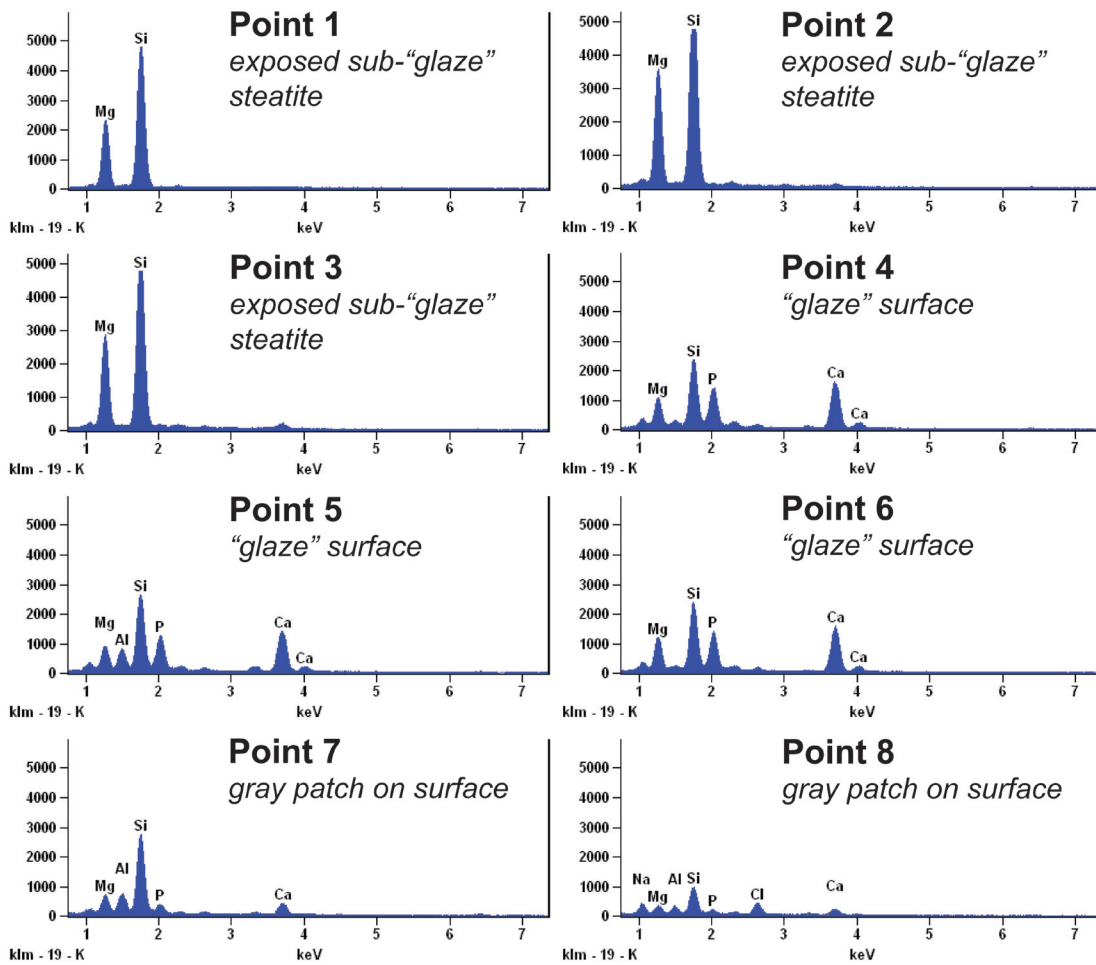 Point 1
exposed sub-“glaze”
steatite
Si
Mg
5000
4000
3000
2000
1000
0
1 2 3 4 5 6 7
klm - 19 - K keV
Point 2
exposed sub-“glaze”
steatite
Si
Mg
5000
4000
3000
2000
1000
0
1 2 3 4 5 6 7
klm - 19 - K keV
Point 3
exposed sub-“glaze”
steatite
Si
Mg
5000
4000
3000
2000
1000
0
1 2 3 4 5 6 7
klm - 19 - K keV
Point 4
“glaze” surface
Si
P
Mg
Ca
Ca
5000
4000
3000
2000
1000
0
1 2 3 4 5 6 7
klm - 19 - K keV
Point 5
“glaze” surface
Si
Mg
Al
P
Ca
Ca
5000
4000
3000
2000
1000
0
1 2 3 4 5 6 7
klm - 19 - K keV
Point 6
“glaze” surface
Si
Mg
P
Ca
Ca
5000
4000
3000
2000
1000
0
1 2 3 4 5 6 7
klm - 19 - K keV
Point 7
gray patch on surface
Si
Al
Mg
P
Ca
5000
4000
3000
2000
1000
0
1 2 3 4 5 6 7
klm - 19 - K keV
Point 8
gray patch on surface
Na
Mg
Al
Si
P
Cl
Ca
5000
4000
3000
2000
1000
0
1 2 3 4 5 6 7
klm - 19 - K keV